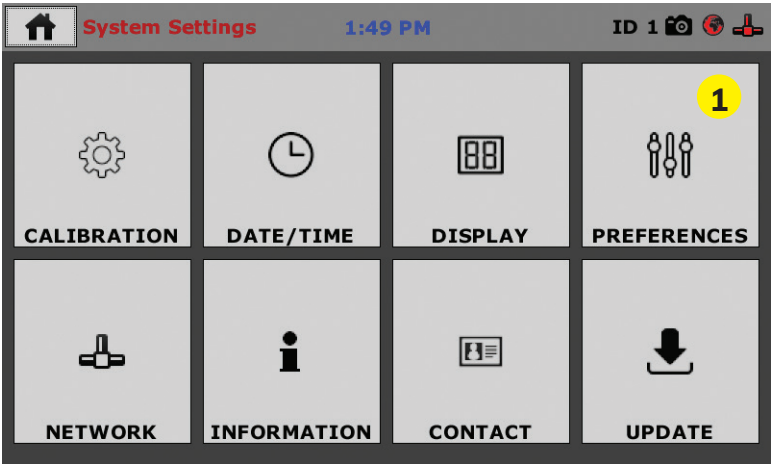 System Settings 1:49 PM ID 1
1
CALIBRATION DATE/TIME DISPLAY PREFERENCES
NETWORK INFORMATION CONTACT UPDATE